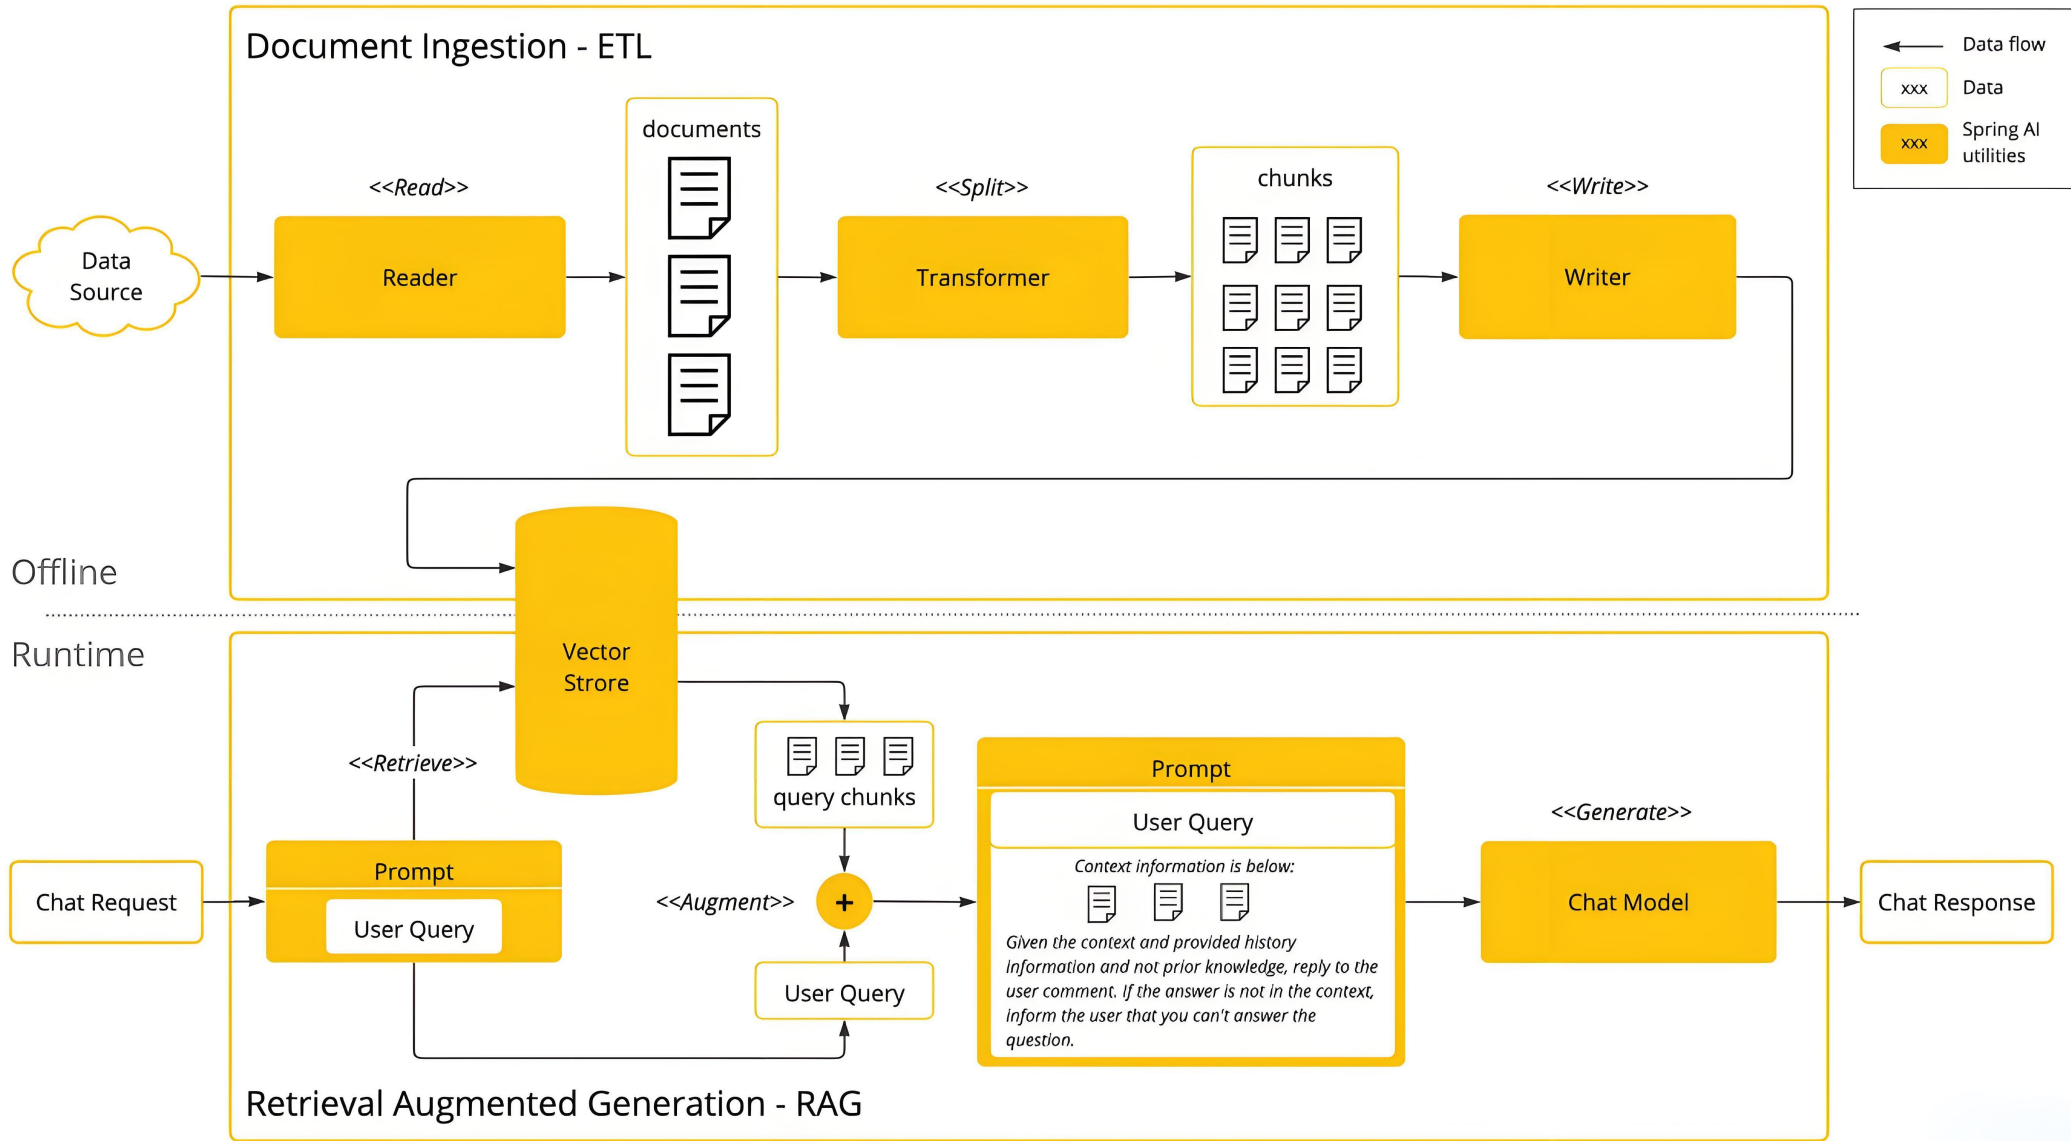 Document Ingestion - ETL
Data flow
xxx
Data
xxx
Spring AI
utilities
documents
chunks
<<Read>>
<<Split>>
<<Write>>
Data
Source
Reader
Transformer
Writer
Offline
Runtime
Vector
Strore
<<Retrieve>>
query chunks
Prompt
User Query
Context information is below:
Given the context and provided history
information and not prior knowledge, reply to the
user comment. If the answer is not in the context,
inform the user that you can't answer the
question.
<<Generate>>
Chat Request
Prompt
User Query
<<Augment>>
+
User Query
Chat Model
Chat Response
Retrieval Augmented Generation - RAG